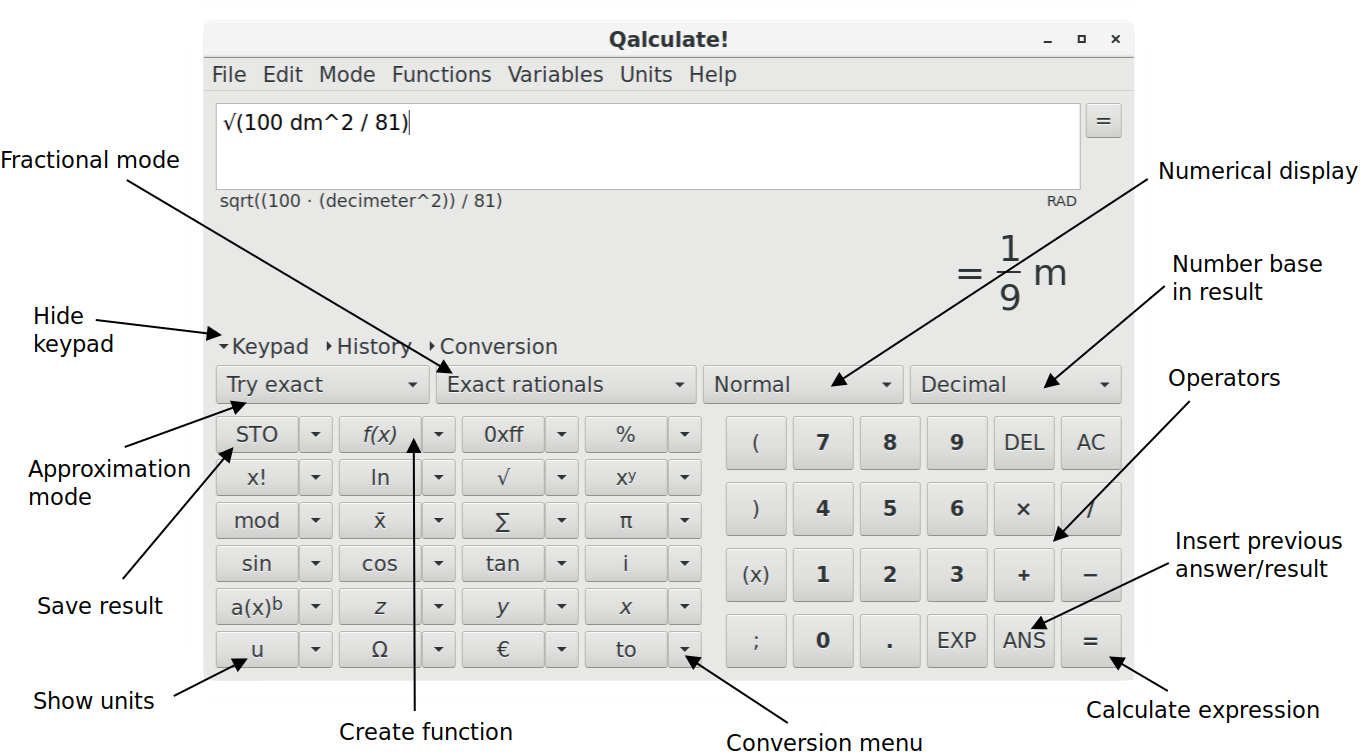 Qalculate!
File Edit Mode Functions Variables Units Help
√(100 dm^2 / 81)
=
Fractional mode
sqrt((100 · (decimeter^2)) / 81)
RAD
Numerical display
= 1/9 m
Number base
in result
Hide
keypad
Keypad History Conversion
Try exact Exact rationals Normal Decimal
Operators
STO f(x) 0xff %
( 7 8 9 DEL AC
Approximation
mode
x! ln √ xʸ
) 4 5 6 × /
mod x̄ ∑ π
Insert previous
answer/result
sin cos tan i
(x) 1 2 3 + −
Save result
a(x)ᵇ z y x
; 0 . EXP ANS =
u Ω € to
Show units
Create function
Conversion menu
Calculate expression